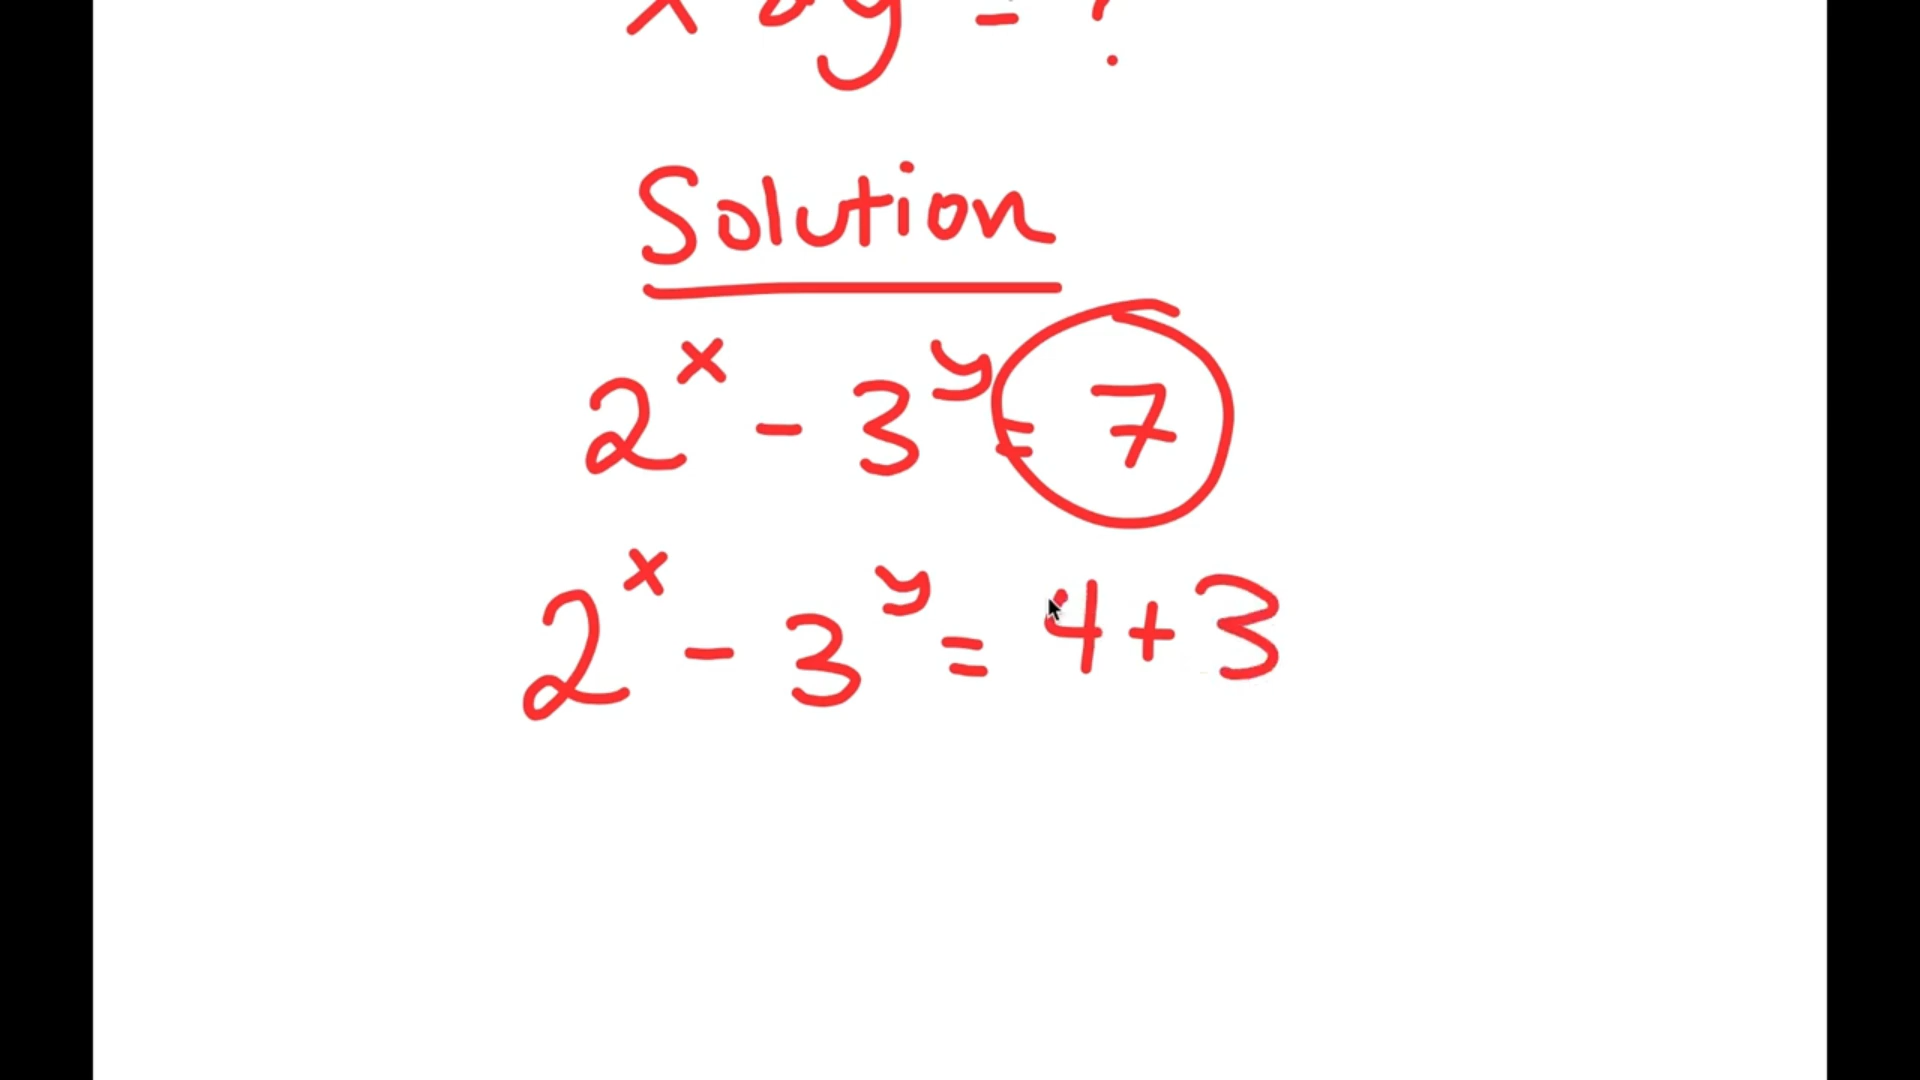 x & y = ?
Solution
2^x - 3^y = 7
2^x - 3^y = 4+3